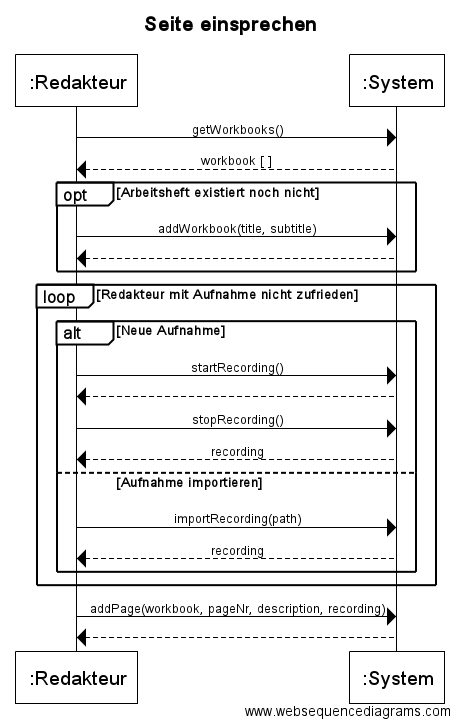 Seite einsprechen
:Redakteur
:System
getWorkbooks()
workbook [ ]
opt
[Arbeitsheft existiert noch nicht]
addWorkbook(title, subtitle)
loop
[Redakteur mit Aufnahme nicht zufrieden]
alt
[Neue Aufnahme]
startRecording()
stopRecording()
recording
[Aufnahme importieren]
importRecording(path)
recording
addPage(workbook, pageNr, description, recording)
:Redakteur
:System
www.websequencediagrams.com